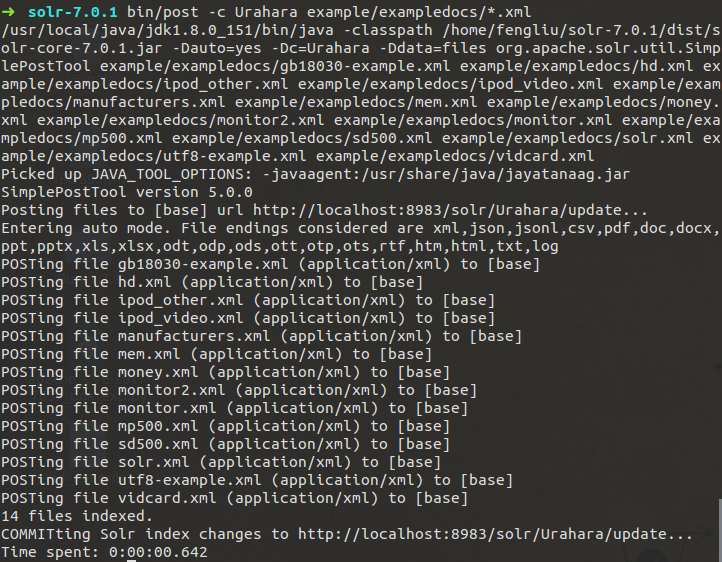 ➜  solr-7.0.1 bin/post -c Urahara example/exampledocs/*.xml
/usr/local/java/jdk1.8.0_151/bin/java -classpath /home/fengliu/solr-7.0.1/dist/s
olr-core-7.0.1.jar -Dauto=yes -Dc=Urahara -Ddata=files org.apache.solr.util.Simp
lePostTool example/exampledocs/gb18030-example.xml example/exampledocs/hd.xml ex
ample/exampledocs/ipod_other.xml example/exampledocs/ipod_video.xml example/exam
pledocs/manufacturers.xml example/exampledocs/mem.xml example/exampledocs/money.
xml example/exampledocs/monitor2.xml example/exampledocs/monitor.xml example/exa
mpledocs/mp500.xml example/exampledocs/sd500.xml example/exampledocs/solr.xml ex
ample/exampledocs/utf8-example.xml example/exampledocs/vidcard.xml
Picked up JAVA_TOOL_OPTIONS: -javaagent:/usr/share/java/jayatanaag.jar
SimplePostTool version 5.0.0
Posting files to [base] url http://localhost:8983/solr/Urahara/update...
Entering auto mode. File endings considered are xml,json,jsonl,csv,pdf,doc,docx,
ppt,pptx,xls,xlsx,odt,odp,ods,ott,otp,ots,rtf,htm,html,txt,log
POSTing file gb18030-example.xml (application/xml) to [base]
POSTing file hd.xml (application/xml) to [base]
POSTing file ipod_other.xml (application/xml) to [base]
POSTing file ipod_video.xml (application/xml) to [base]
POSTing file manufacturers.xml (application/xml) to [base]
POSTing file mem.xml (application/xml) to [base]
POSTing file money.xml (application/xml) to [base]
POSTing file monitor2.xml (application/xml) to [base]
POSTing file monitor.xml (application/xml) to [base]
POSTing file mp500.xml (application/xml) to [base]
POSTing file sd500.xml (application/xml) to [base]
POSTing file solr.xml (application/xml) to [base]
POSTing file utf8-example.xml (application/xml) to [base]
POSTing file vidcard.xml (application/xml) to [base]
14 files indexed.
COMMITting Solr index changes to http://localhost:8983/solr/Urahara/update...
Time spent: 0:00:00.642